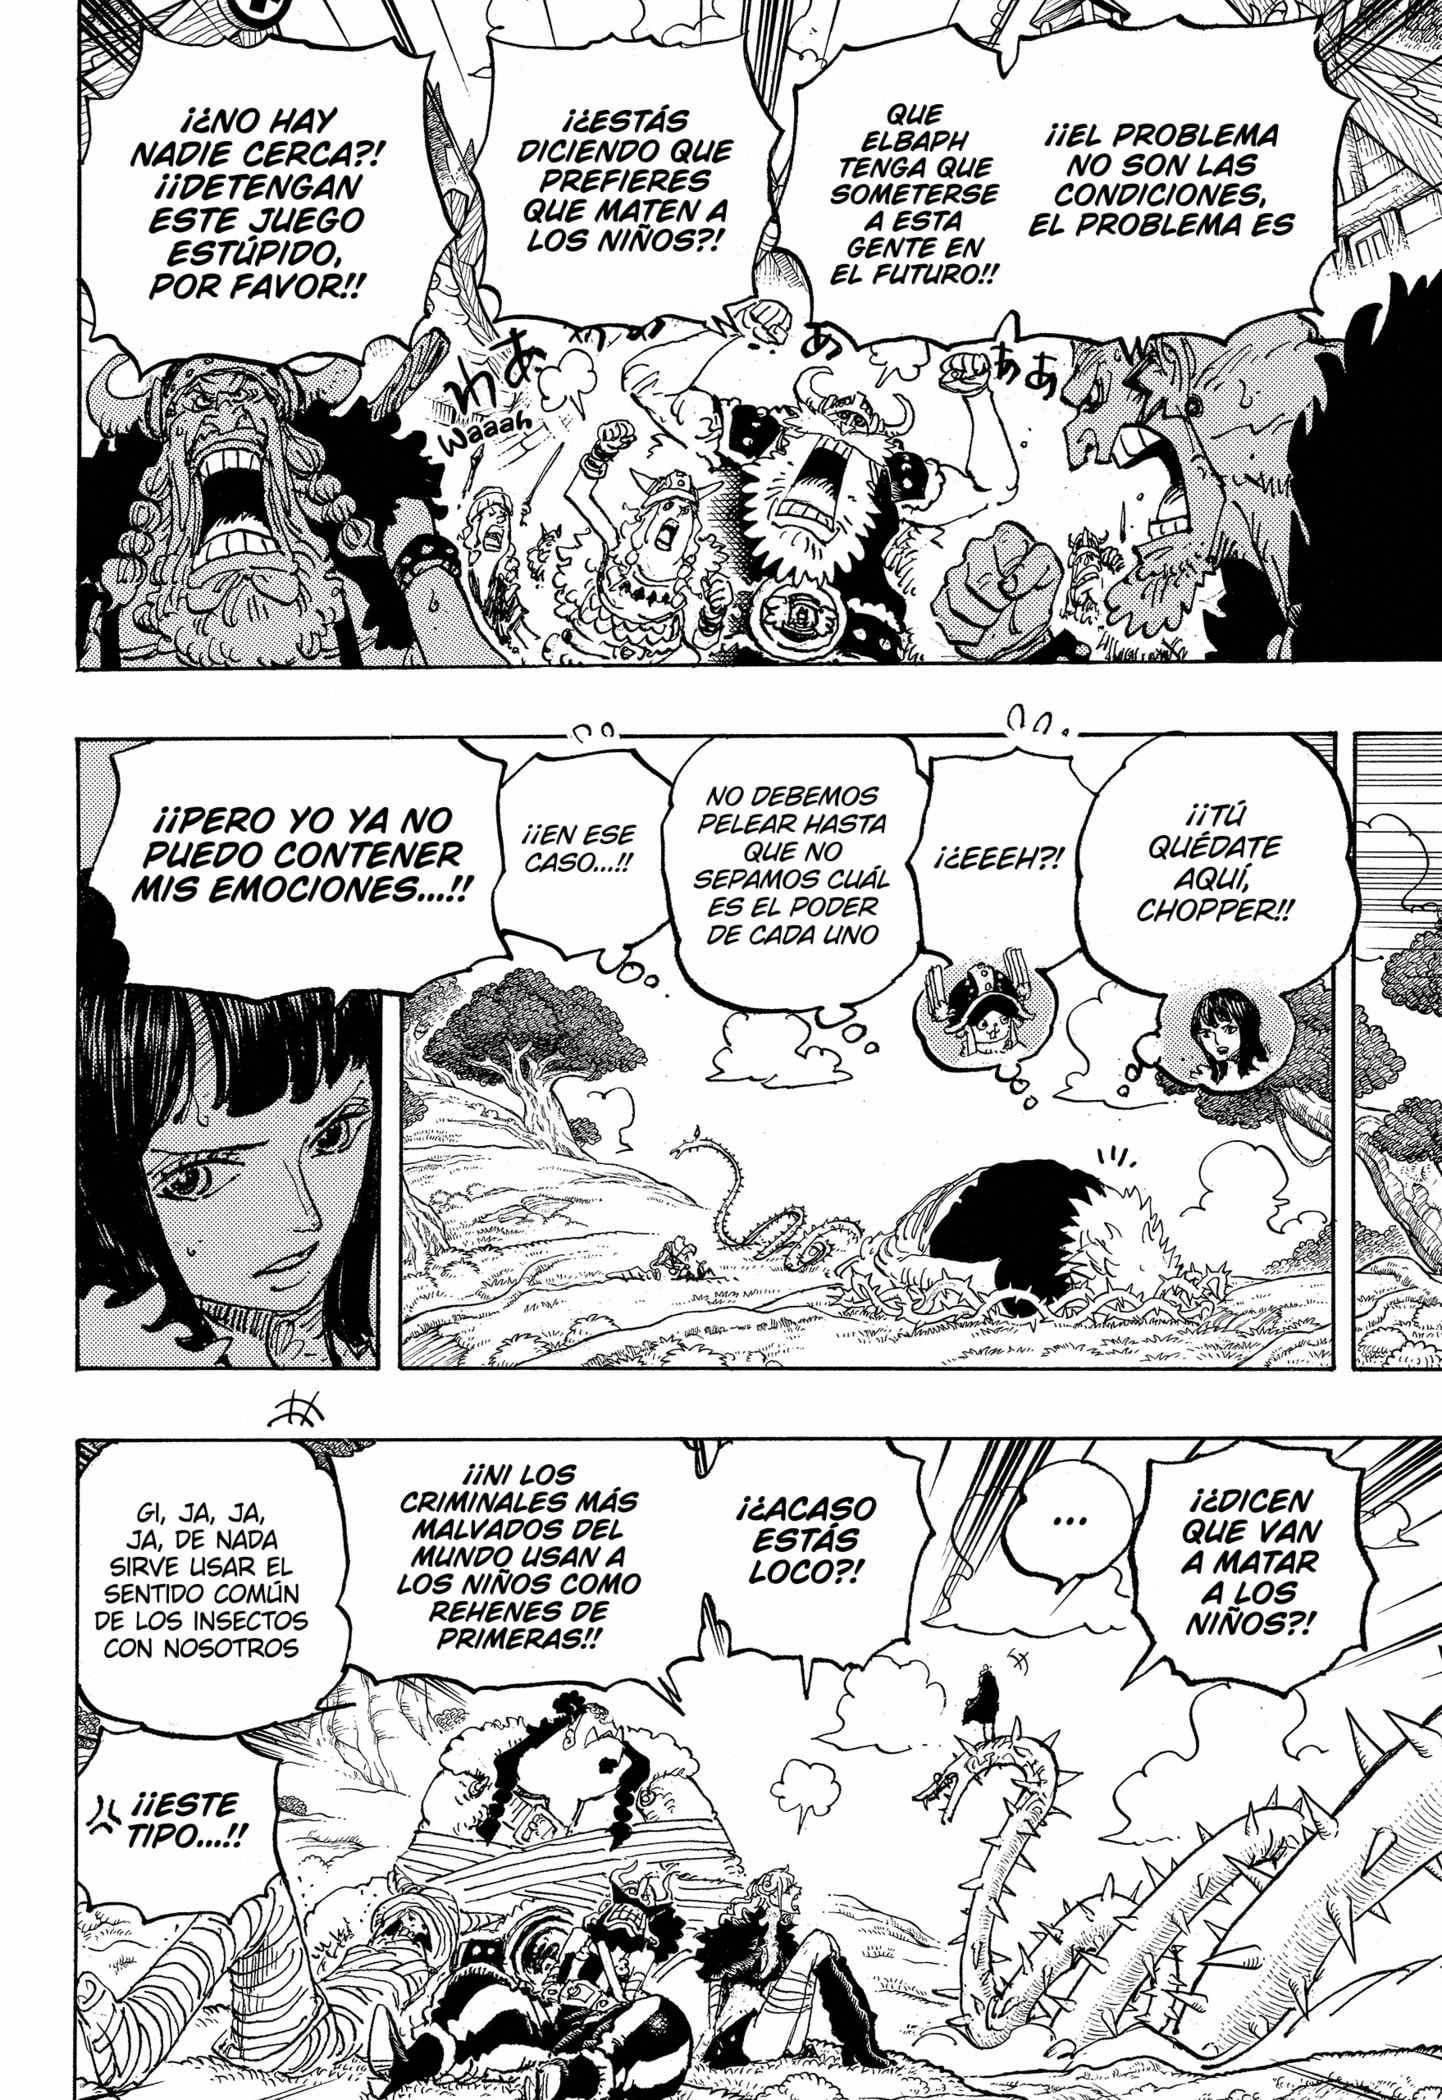 ¡¡EL PROBLEMA
NO SON LAS
CONDICIONES,
EL PROBLEMA ES
QUE
ELBAPH
TENGA QUE
SOMETERSE
A ESTA
GENTE EN
EL FUTURO!!
¡¿ESTÁS
DICIENDO QUE
PREFIERES
QUE MATEN A
LOS NIÑOS?!
¡¿NO HAY
NADIE CERCA?!
¡¡DETENGAN
ESTE JUEGO
ESTÚPIDO,
POR FAVOR!!
わあ
あ
ああ
Waaah
¡¡TÚ
QUÉDATE
AQUÍ,
CHOPPER!!
¡¿EEEH?!
NO DEBEMOS
PELEAR HASTA
QUE NO
SEPAMOS CUÁL
ES EL PODER
DE CADA UNO
¡¡EN ESE
CASO...!!
¡¡PERO YO YA NO
PUEDO CONTENER
MIS EMOCIONES...!!
¡¿DICEN
QUE VAN
A MATAR
A LOS
NIÑOS?!
...
¡¿ACASO
ESTÁS
LOCO?!
¡¡NI LOS
CRIMINALES MÁS
MALVADOS DEL
MUNDO USAN A
LOS NIÑOS COMO
REHENES DE
PRIMERAS!!
GI, JA, JA,
JA, DE NADA
SIRVE USAR EL
SENTIDO COMÚN
DE LOS INSECTOS
CON NOSOTROS
¡¡ESTE
TIPO...!!